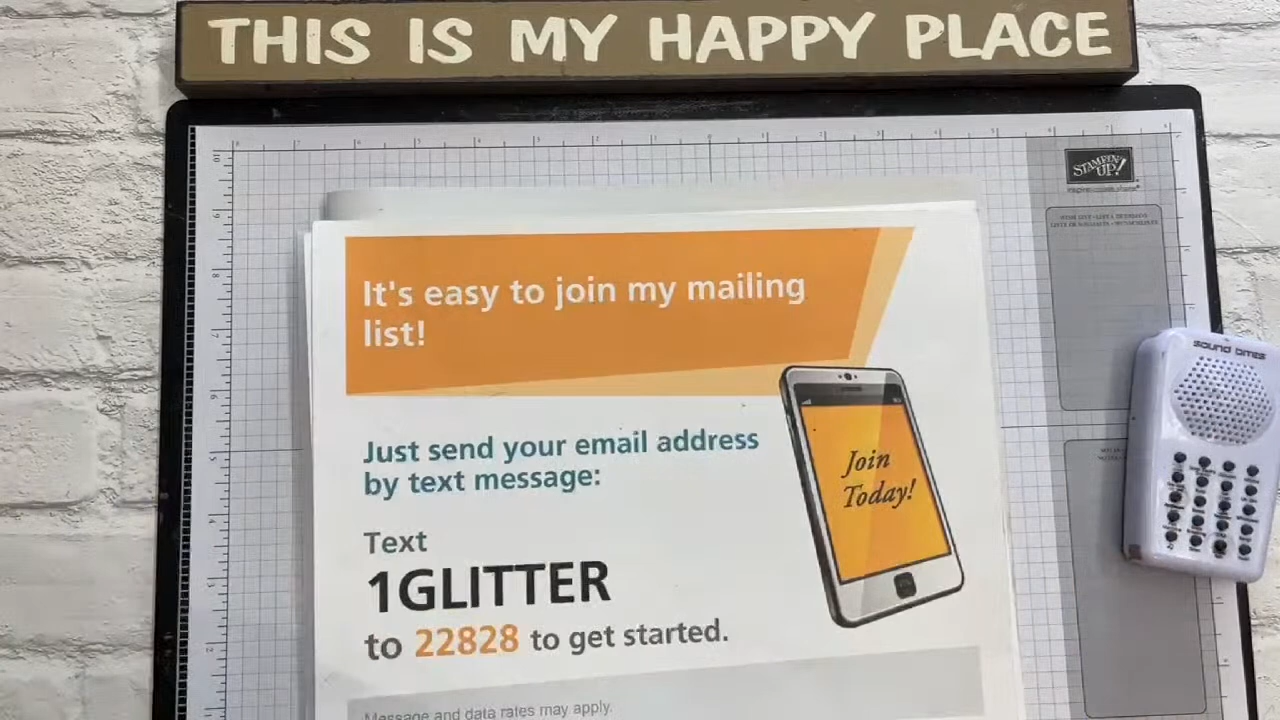 THIS IS MY HAPPY PLACE
STAMPIN' UP!
SOUND BITES
It's easy to join my mailing
list!
Just send your email address
by text message:
Join
Today!
Text
1GLITTER
to 22828 to get started.
Message and data rates may apply.